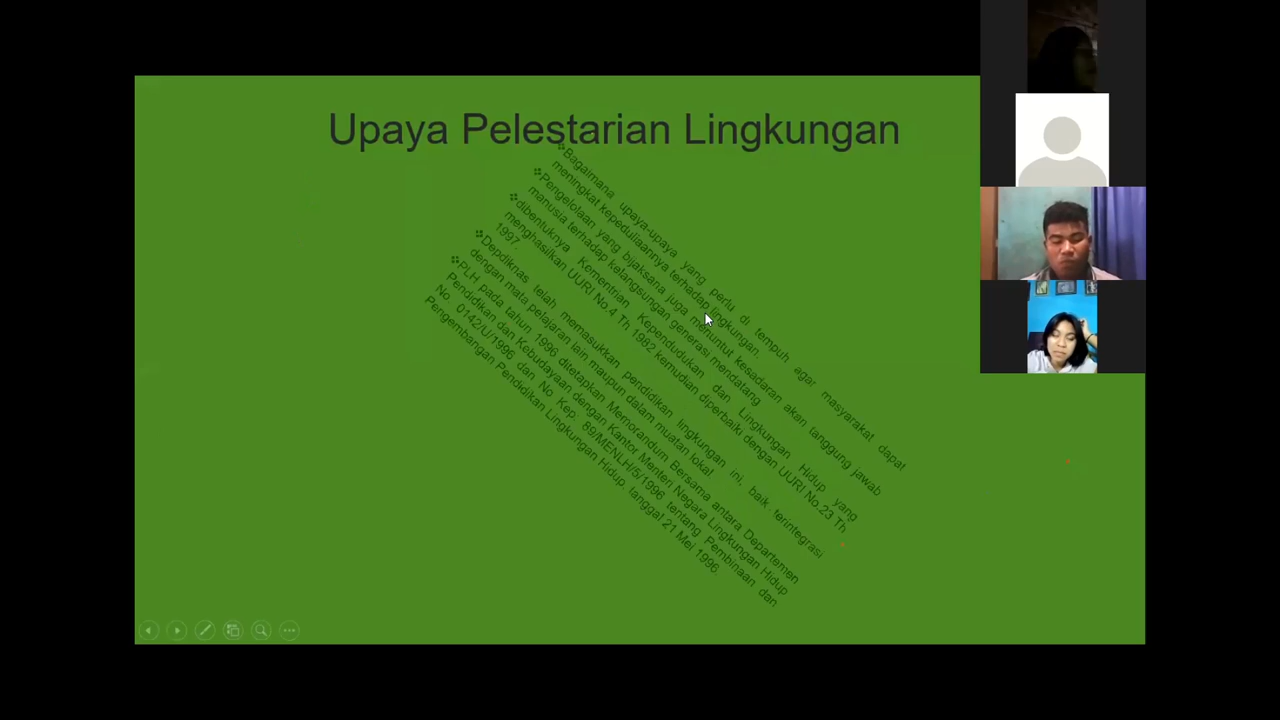 Upaya Pelestarian Lingkungan
❖Bagaimana upaya-upaya yang perlu di tempuh agar masyarakat dapat
meningkat kepeduliaannya terhadap lingkungan.
❖Pengelolaan yang bijaksana juga menuntut kesadaran akan tanggung jawab
manusia terhadap kelangsungan generasi mendatang
❖dibentuknya Kementrian Kependudukan dan Lingkungan Hidup yang
menghasilkan UURI No.4 Th 1982 kemudian diperbaiki dengan UURI No.23 Th
1997.
❖Depdiknas telah memasukkan pendidikan lingkungan ini, baik terintegrasi
dengan mata pelajaran lain maupun dalam muatan lokal
❖PLH pada tahun 1996 ditetapkan Memorandum Bersama antara Departemen
Pendidikan dan Kebudayaan dengan Kantor Menteri Negara Lingkungan Hidup
No 0142/U/1996 dan No Kep 89/MENLH/5/1996 tentang Pembinaan dan
Pengembangan Pendidikan Lingkungan Hidup tanggal 21 Mei 1996.